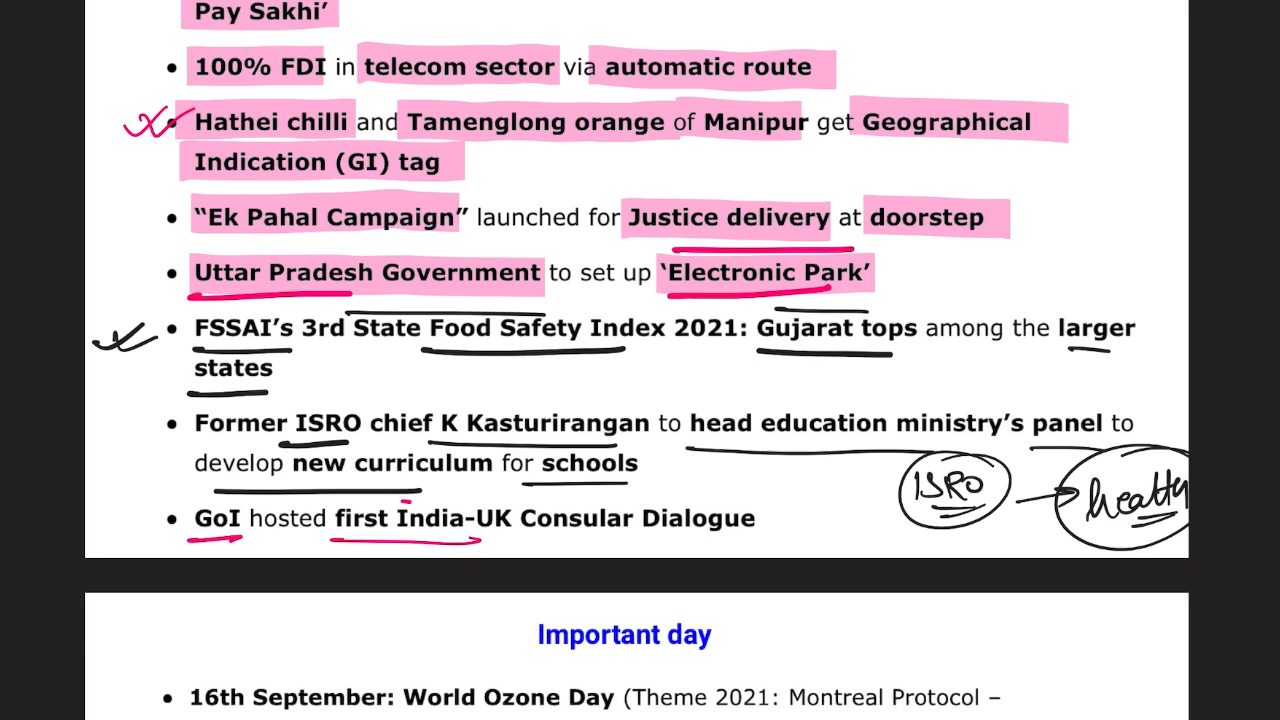 Pay Sakhi’
• 100% FDI in telecom sector via automatic route
• Hathei chilli and Tamenglong orange of Manipur get Geographical
Indication (GI) tag
• “Ek Pahal Campaign” launched for Justice delivery at doorstep
• Uttar Pradesh Government to set up ‘Electronic Park’
• FSSAI’s 3rd State Food Safety Index 2021: Gujarat tops among the larger
states
• Former ISRO chief K Kasturirangan to head education ministry’s panel to
develop new curriculum for schools
ISRO
• GoI hosted first India-UK Consular Dialogue
Important day
• 16th September: World Ozone Day (Theme 2021: Montreal Protocol –